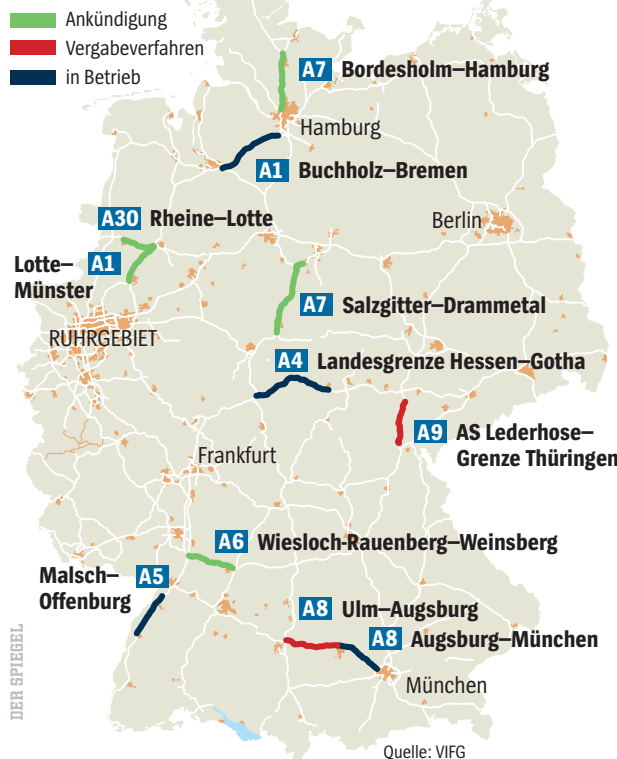 Ankündigung
Vergabeverfahren
in Betrieb
A7 Bordesholm–Hamburg
Hamburg
A1 Buchholz–Bremen
A30 Rheine–Lotte
Berlin
Lotte–
Münster
A1
A7 Salzgitter–Drammetal
RUHRGEBIET
A4 Landesgrenze Hessen–Gotha
A9 AS Lederhose–
Grenze Thüringen
Frankfurt
A6 Wiesloch-Rauenberg–Weinsberg
Malsch–
Offenburg
A5
A8 Ulm–Augsburg
A8 Augsburg–München
München
DER SPIEGEL
Quelle: VIFG